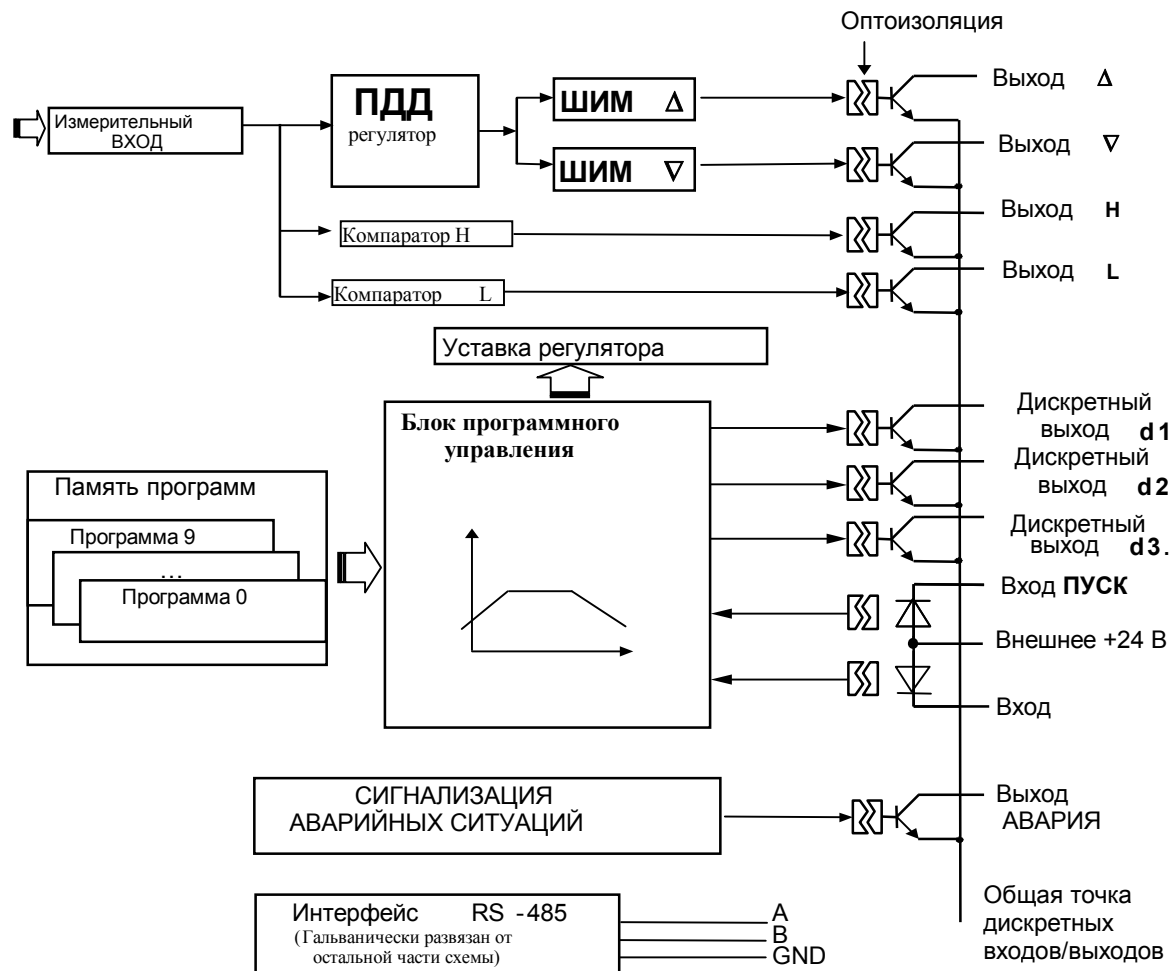 Оптоизоляция
Выход Δ
Измерительный
ВХОД
ПДД
регулятор
ШИМ Δ
ШИМ ∇
Выход ∇
Компаратор H
Выход H
Компаратор L
Выход L
Уставка регулятора
Блок программного
управления
Дискретный
выход d1
Дискретный
выход d2
Дискретный
выход d3.
Память программ
Программа 9
...
Программа 0
Вход ПУСК
Внешнее +24 В
Вход
СИГНАЛИЗАЦИЯ
АВАРИЙНЫХ СИТУАЦИЙ
Выход
АВАРИЯ
Интерфейс RS -485
(Гальванически развязан от
остальной части схемы)
A
B
GND
Общая точка
дискретных
входов/выходов